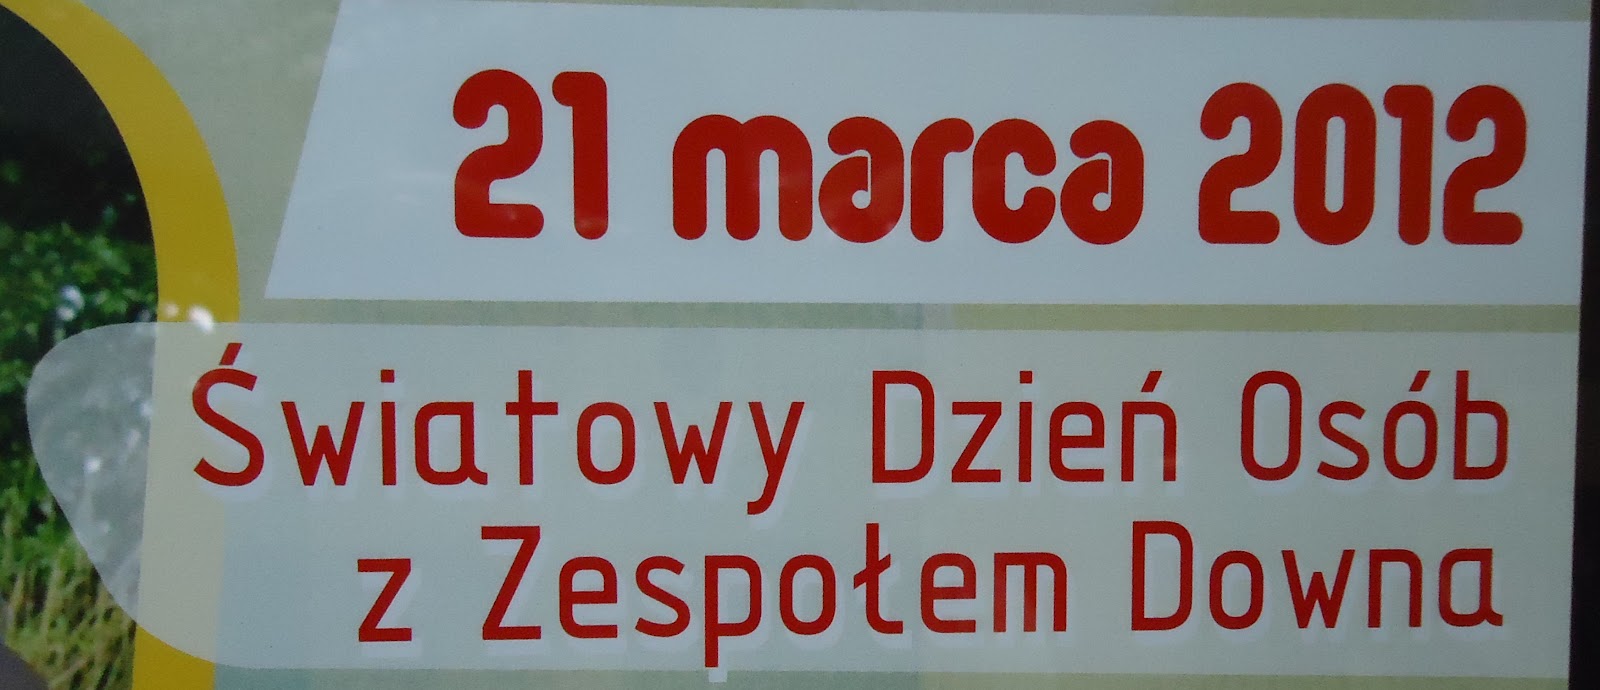 21 marca 2012
Światowy Dzień Osób
z Zespołem Downa